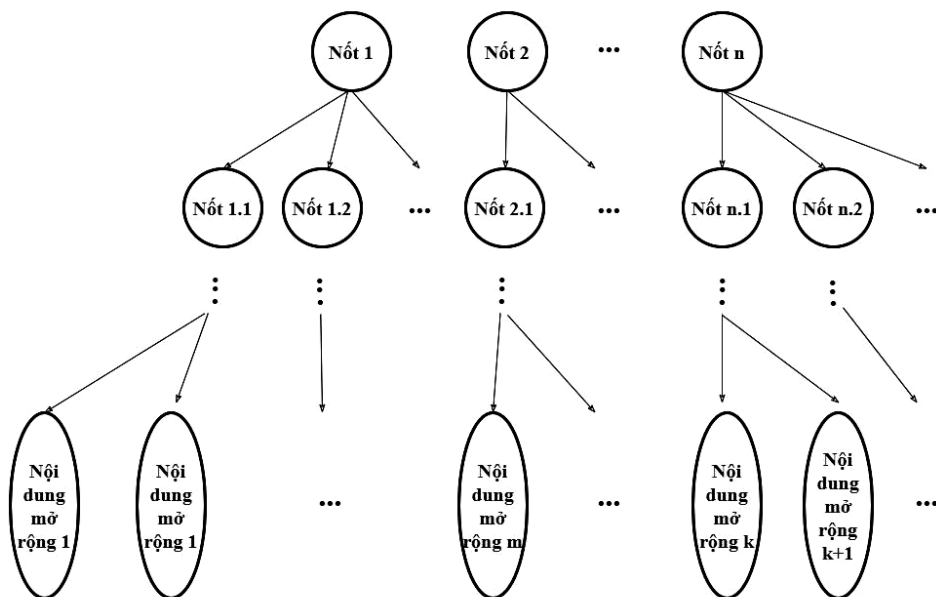 Nốt 1
Nốt 2
...
Nốt n
Nốt 1.1
Nốt 1.2
...
Nốt 2.1
...
Nốt n.1
Nốt n.2
...
Nội
dung
mở
rộng 1
Nội
dung
mở
rộng 1
...
Nội
dung
mở
rộng m
...
Nội
dung
mở
rộng k
Nội
dung
mở
rộng
k+1
...